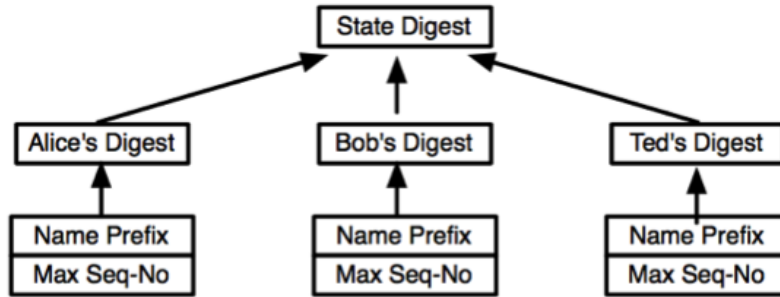 State Digest
Alice's Digest
Bob's Digest
Ted's Digest
Name Prefix
Max Seq-No
Name Prefix
Max Seq-No
Name Prefix
Max Seq-No